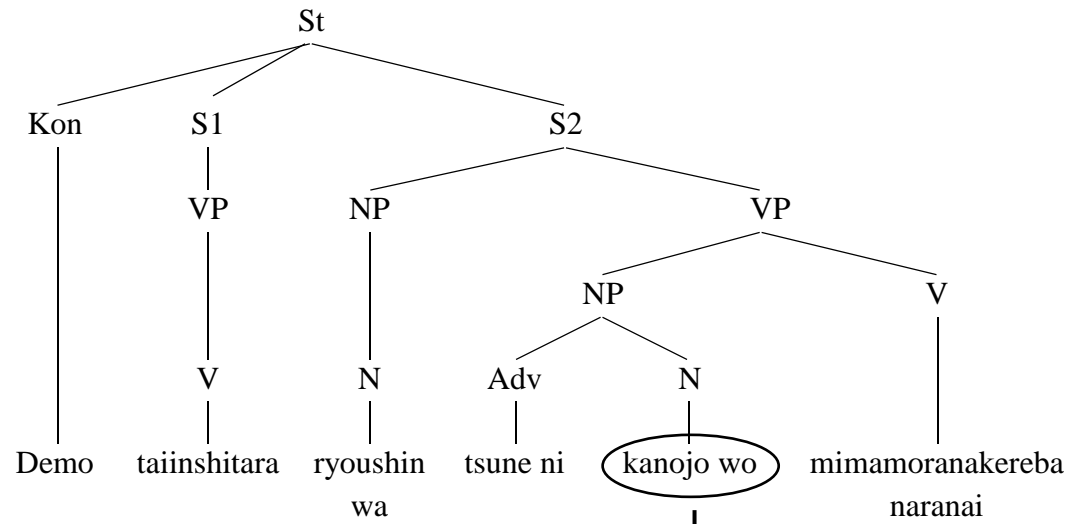 St
Kon S1 S2
VP NP VP
NP V
V N Adv N
Demo taiinshitara ryoushin tsune ni kanojo wo mimamoranakereba
wa naranai